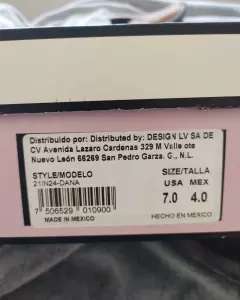 Distribuido por: Distributed by: DESIGN LV SA DE
CV Avenida Lazaro Cardenas 329 M Valle ote
Nuevo León 66269 San Pedro Garza. G., N.L.
STYLE/MODELO
21IN24-DANA
SIZE/TALLA
USA MEX
7.0 4.0
7 506529 010900
MADE IN MEXICO
HECHO EN MEXICO